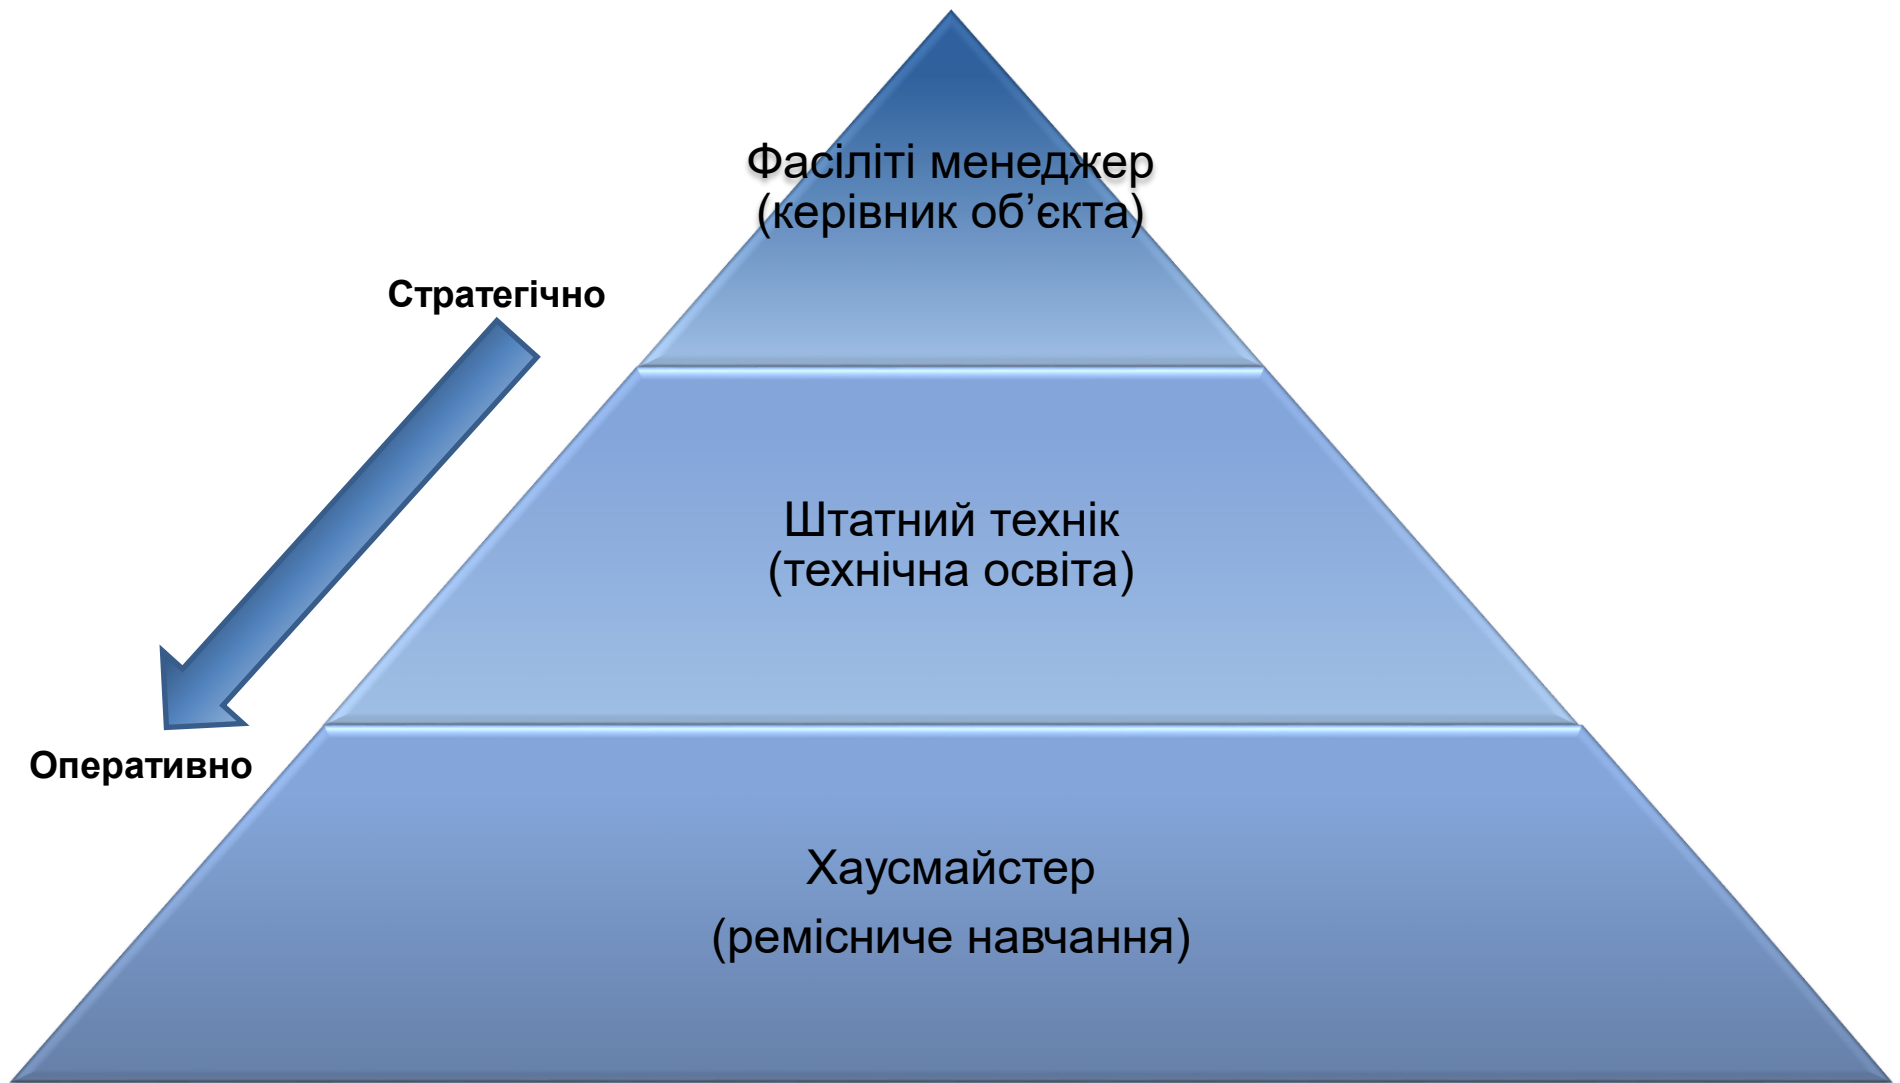 Фасіліті менеджер
(керівник об’єкта)
Стратегічно
Штатний технік
(технічна освіта)
Оперативно
Хаусмайстер
(ремісниче навчання)